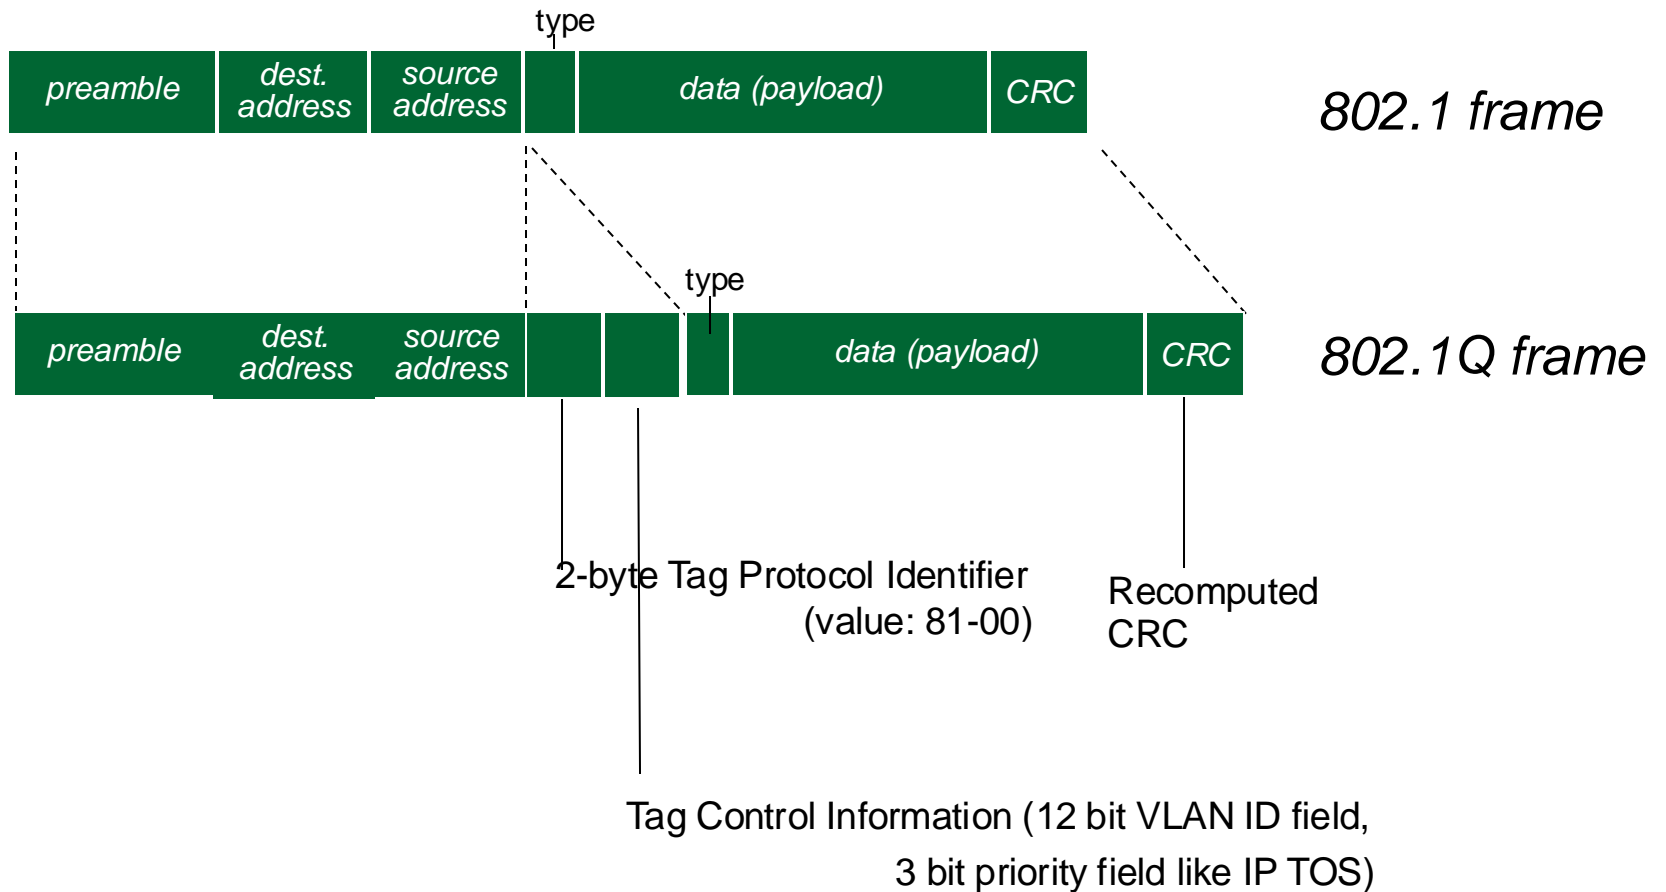 type
preamble
dest.
address
source
address
data (payload)
CRC
802.1 frame
type
preamble
dest.
address
source
address
data (payload)
CRC
802.1Q frame
2-byte Tag Protocol Identifier
(value: 81-00)
Recomputed
CRC
Tag Control Information (12 bit VLAN ID field,
3 bit priority field like IP TOS)